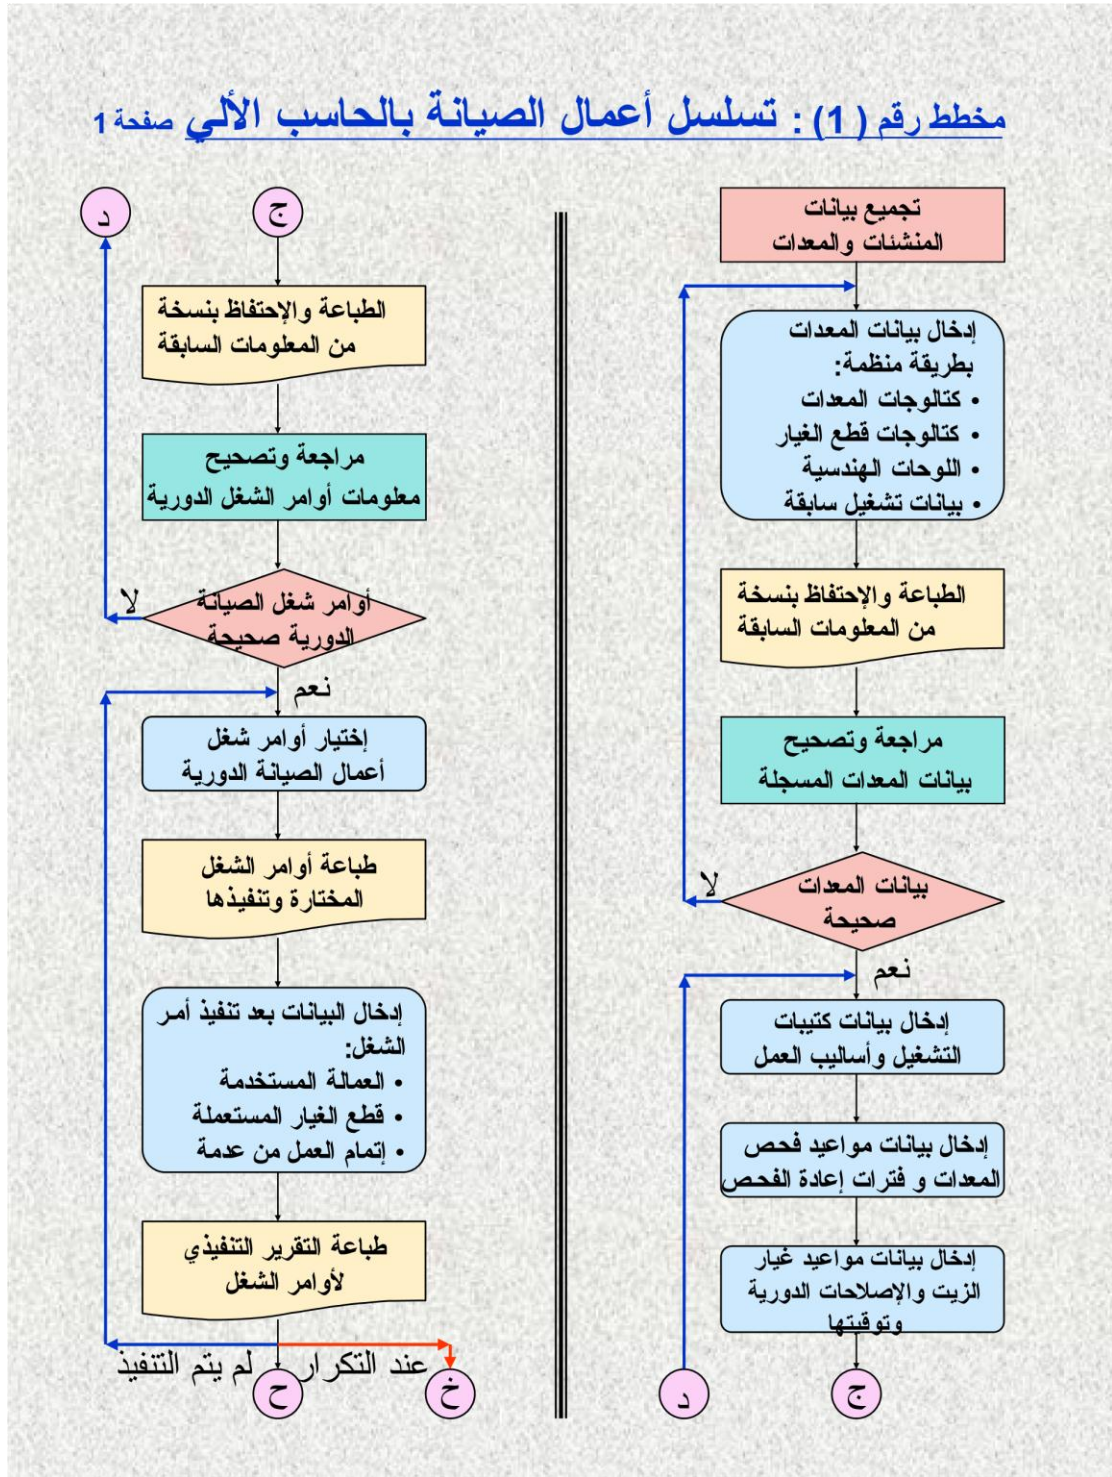 مخطط رقم ( 1) : تسلسل أعمال الصيانة بالحاسب الألي صفحة 1
تجميع بيانات
المنشئات والمعدات
إدخال بيانات المعدات
بطريقة منظمة:
• كتالوجات المعدات
• كتالوجات قطع الغيار
• اللوحات الهندسية
• بيانات تشغيل سابقة
الطباعة والإحتفاظ بنسخة
من المعلومات السابقة
مراجعة وتصحيح
بيانات المعدات المسجلة
بيانات المعدات
صحيحة
لا
نعم
إدخال بيانات كتيبات
التشغيل وأساليب العمل
إدخال بيانات مواعيد فحص
المعدات و فترات إعادة الفحص
إدخال بيانات مواعيد غيار
الزيت والإصلاحات الدورية
وتوقيتها
ج
د
ج
د
الطباعة والإحتفاظ بنسخة
من المعلومات السابقة
مراجعة وتصحيح
معلومات أوامر الشغل الدورية
أوامر شغل الصيانة
الدورية صحيحة
لا
نعم
إختيار أوامر شغل
أعمال الصيانة الدورية
طباعة أوامر الشغل
المختارة وتنفيذها
إدخال البيانات بعد تنفيذ أمر
الشغل:
• العمالة المستخدمة
• قطع الغيار المستعملة
• إتمام العمل من عدمة
طباعة التقرير التنفيذي
لأوامر الشغل
عند التكرار
لم يتم التنفيذ
خ
ح